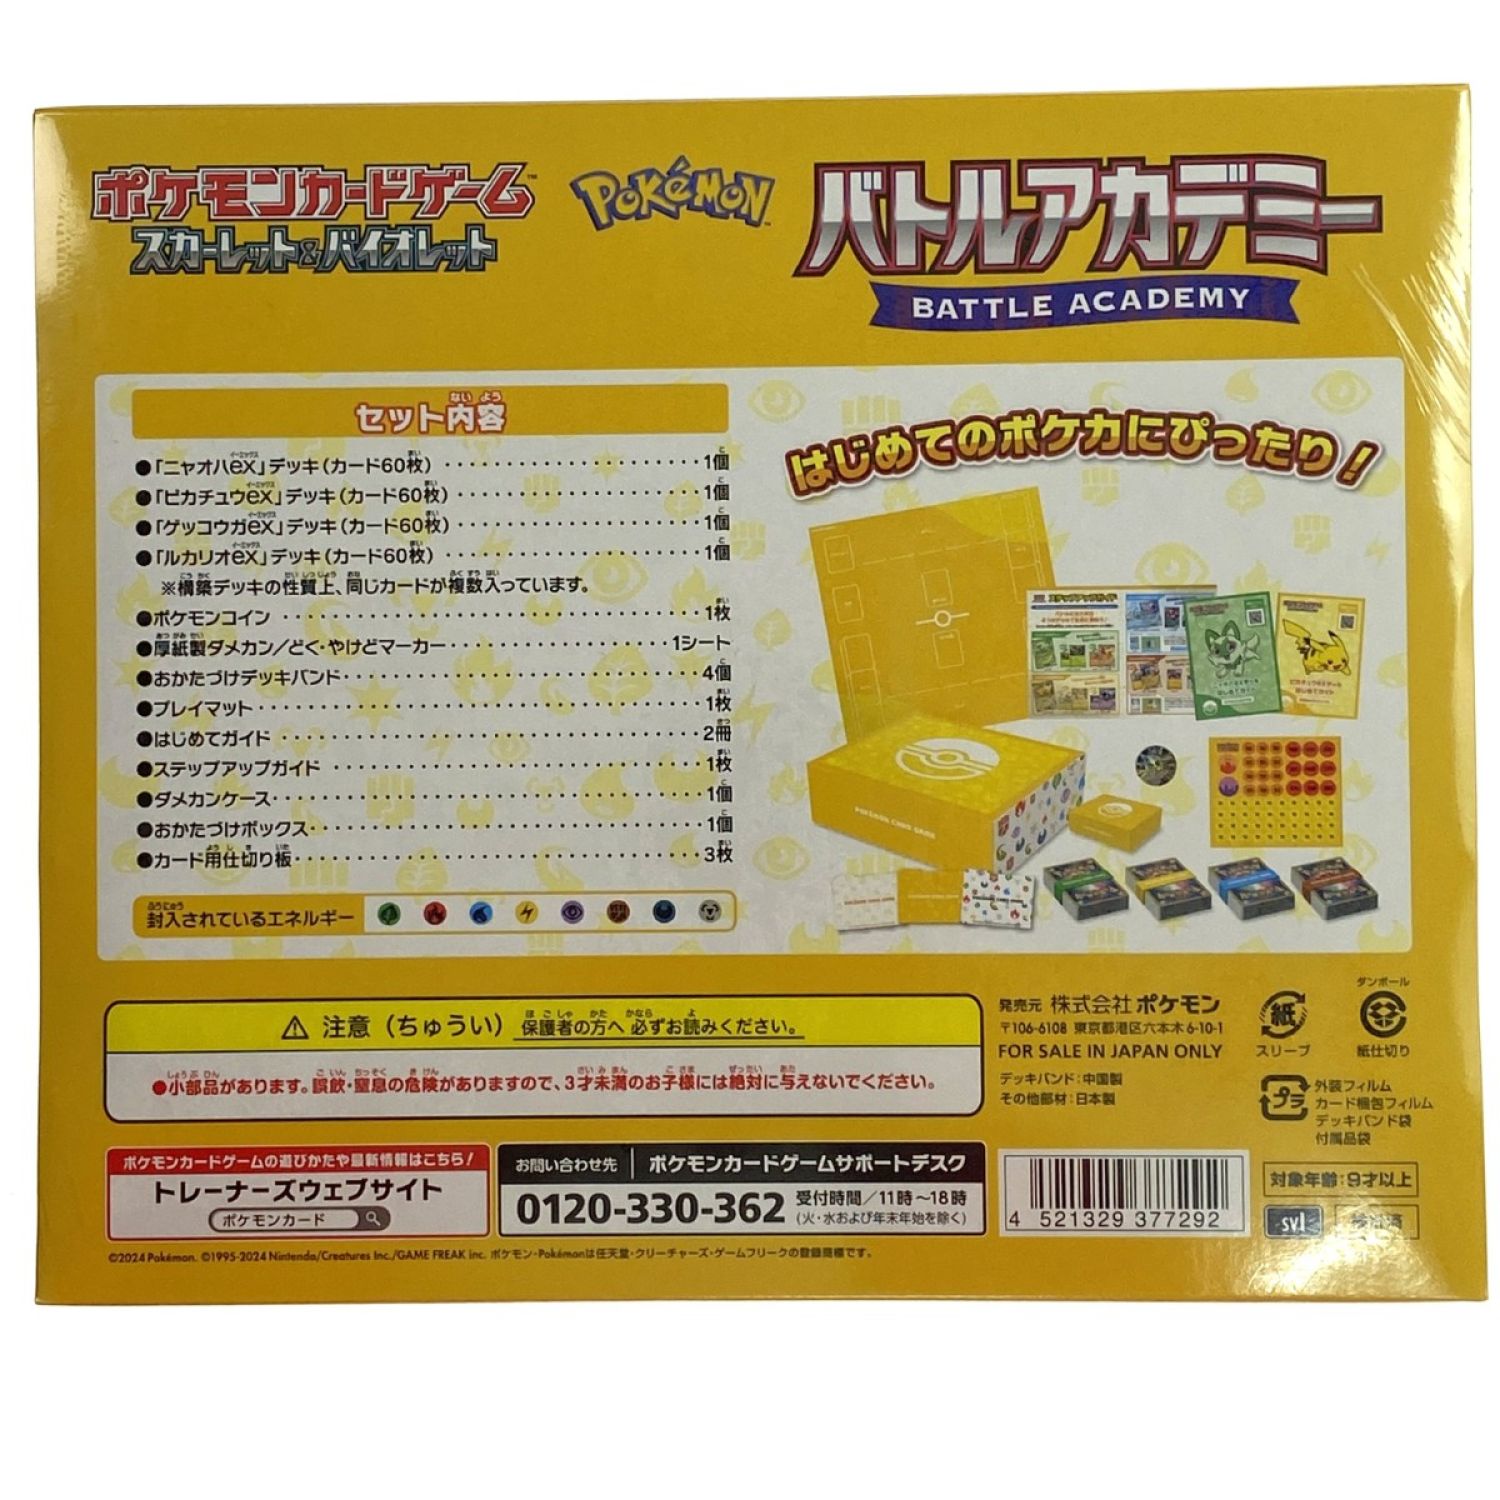 ポケモンカードゲーム™
スカーレット&バイオレット
POKéMON™
バトルアカデミー
BATTLE ACADEMY
セット内容
ない よう
●「ニャオハex」デッキ(カード60枚)・・・1個
●「ピカチュウex」デッキ(カード60枚)・・・1個
●「ゲッコウガex」デッキ(カード60枚)・・・1個
●「ルカリオex」デッキ(カード60枚)・・・1個
※構築デッキの性質上、同じカードが複数入っています。
●ポケモンコイン・・・1枚
●厚紙製ダメカン/どく・やけどマーカー・・・1シート
●おかたづけデッキバンド・・・4個
●プレイマット・・・1枚
●はじめてガイド・・・2冊
●ステップアップガイド・・・1枚
●ダメカンケース・・・1個
●おかたづけボックス・・・1個
●カード用仕切り板・・・3枚
封入されているエネルギー
はじめてのポケカにぴったり!
ステップアップガイド
POKÉMON CARD GAME
⚠ 注意(ちゅうい) 保護者の方へ 必ずお読みください。
●小部品があります。誤飲・窒息の危険がありますので、3才未満のお子様には絶対に与えないでください。
発売元 株式会社 ポケモン
〒106-6108 東京都港区六本木6-10-1
FOR SALE IN JAPAN ONLY
デッキバンド:中国製
その他部材:日本製
紙
スリーブ
ダンボール
紙仕切り
プラ
外装フィルム
カード梱包フィルム
デッキバンド袋
付属品袋
ポケモンカードゲームの遊びかたや最新情報はこちら!
トレーナーズウェブサイト
ポケモンカード
お問い合わせ先 ポケモンカードゲームサポートデスク
0120-330-362 受付時間/11時~18時
(火・水および年末年始を除く)
4 521329 377292
対象年齢:9才以上
svI
©2024 Pokémon. ©1995-2024 Nintendo/Creatures Inc./GAME FREAK inc. ポケモン・Pokémonは任天堂・クリーチャーズ・ゲームフリークの登録商標です。